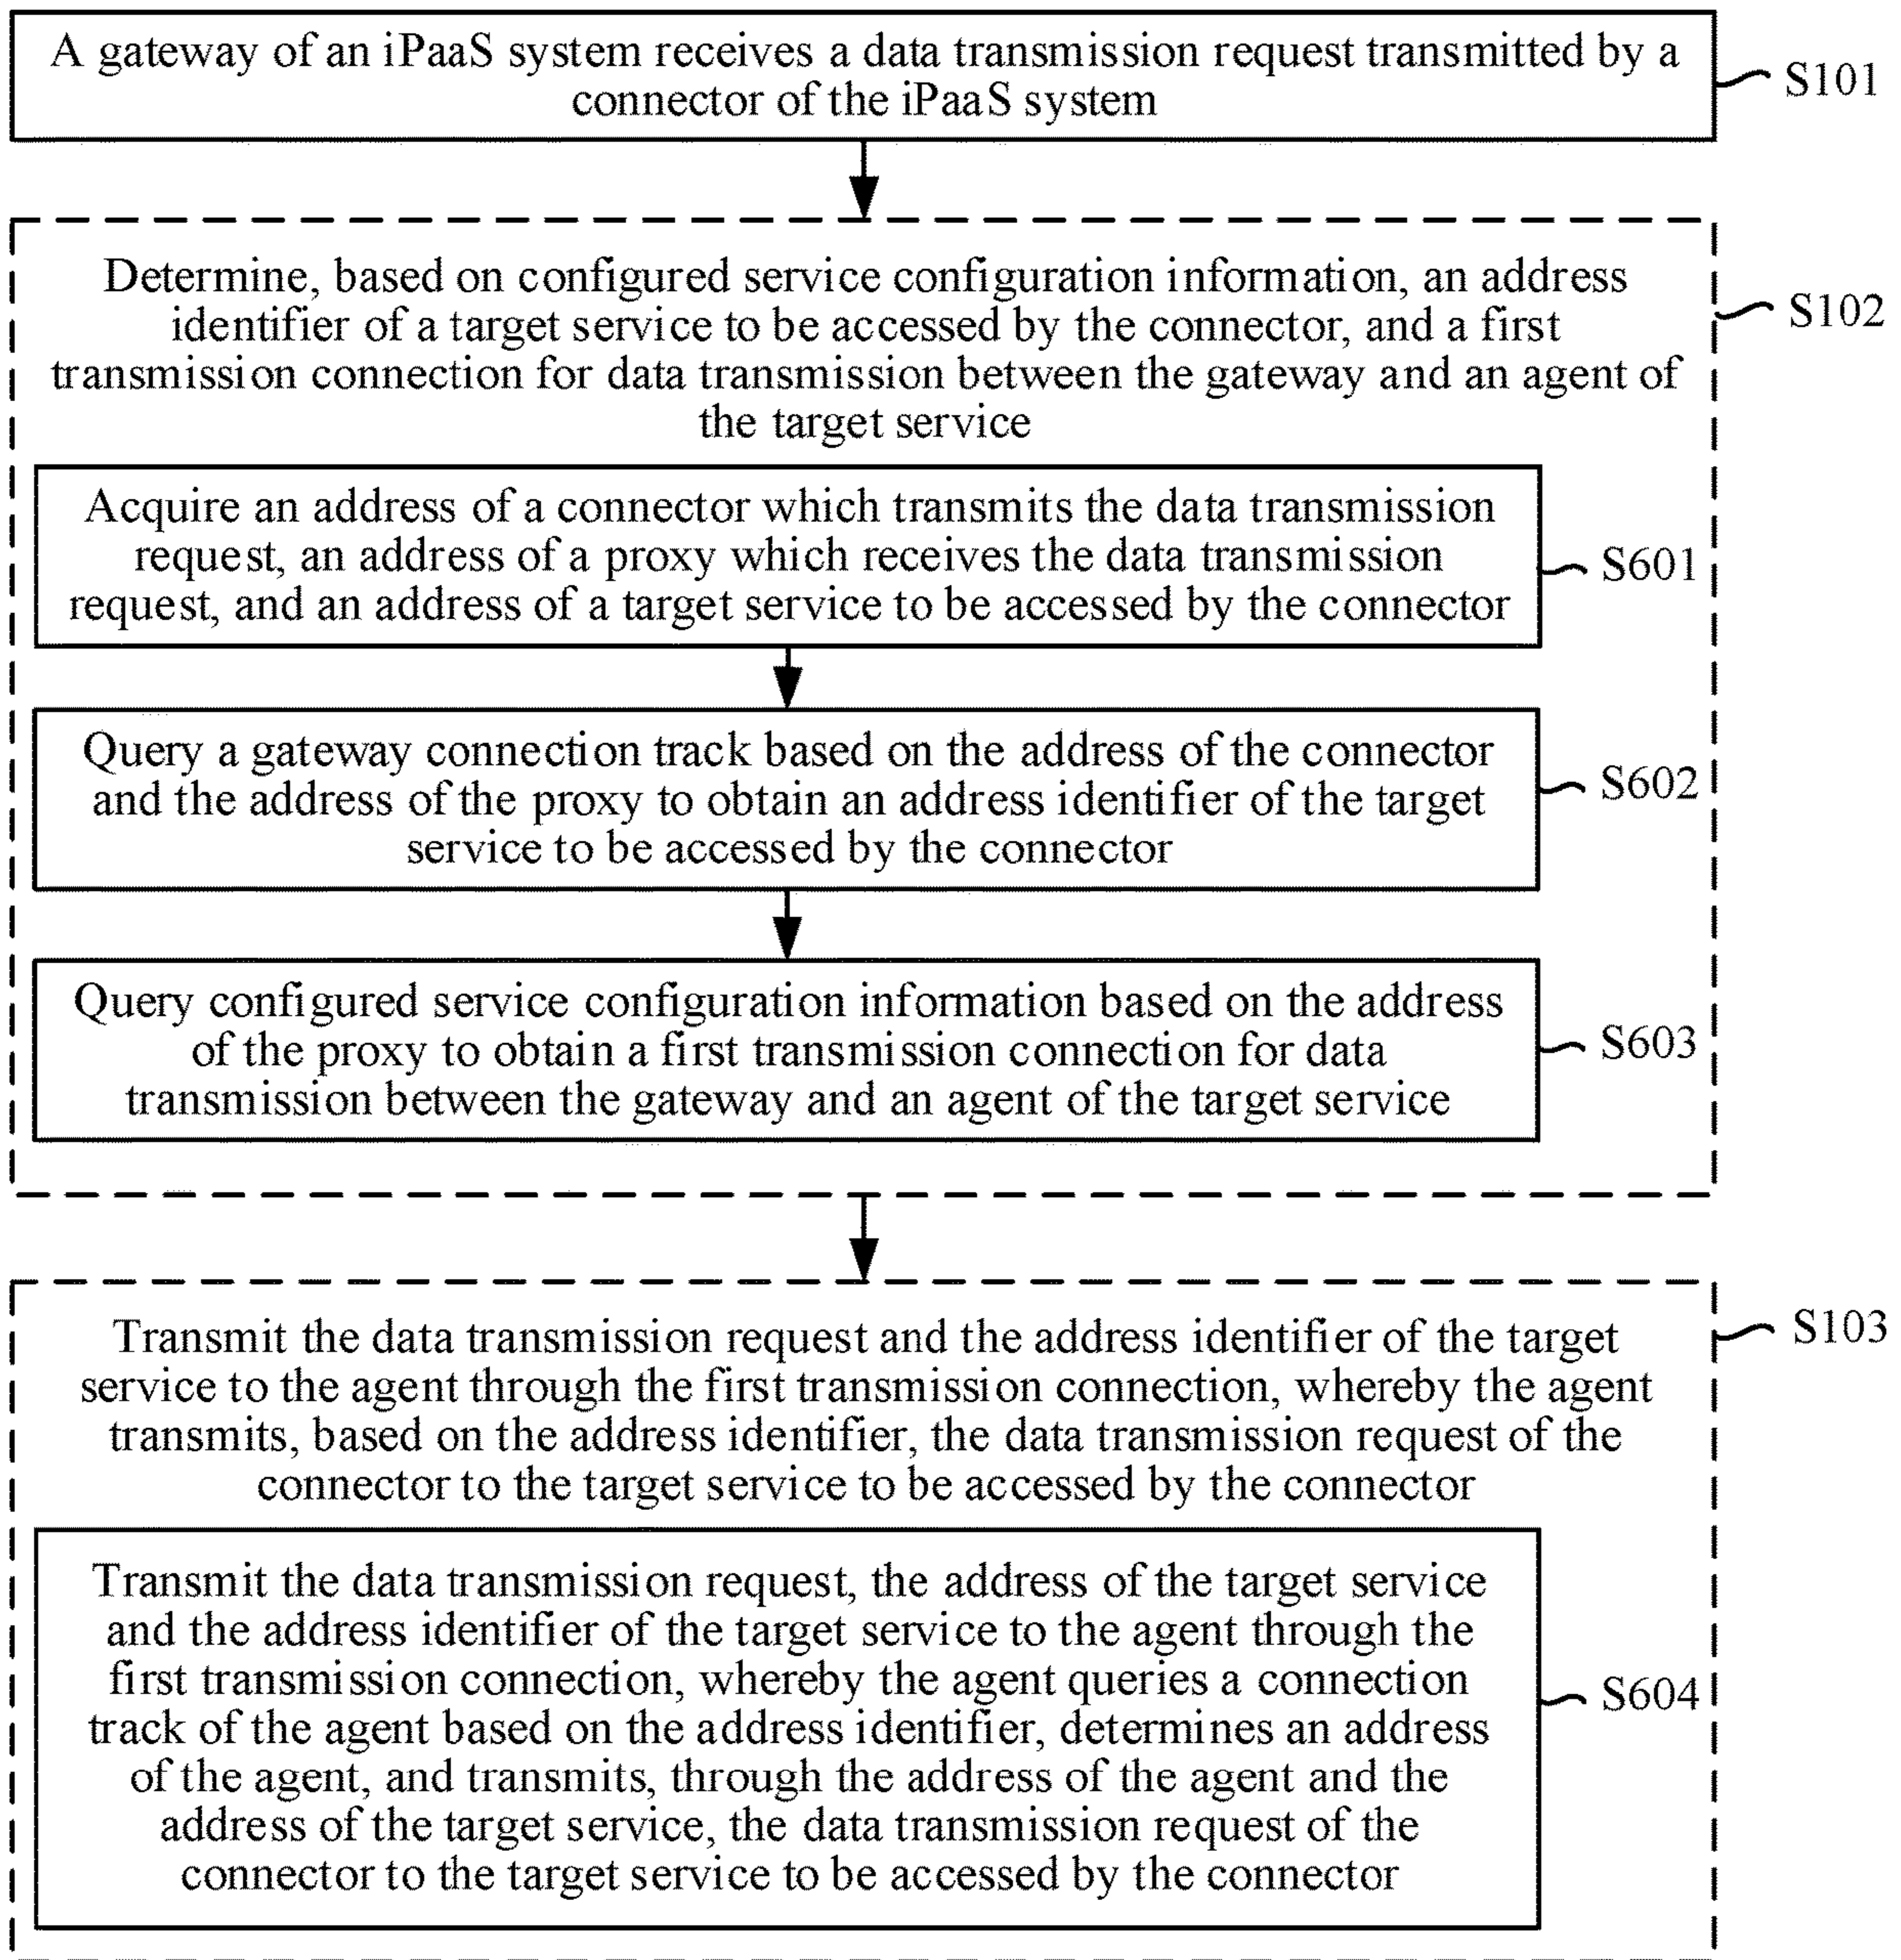 A gateway of an iPaaS system receives a data transmission request transmitted by a
connector of the iPaaS system
S101
Determine, based on configured service configuration information, an address
identifier of a target service to be accessed by the connector, and a first
transmission connection for data transmission between the gateway and an agent of
the target service
S102
Acquire an address of a connector which transmits the data transmission
request, an address of a proxy which receives the data transmission
request, and an address of a target service to be accessed by the connector
S601
Query a gateway connection track based on the address of the connector
and the address of the proxy to obtain an address identifier of the target
service to be accessed by the connector
S602
Query configured service configuration information based on the address
of the proxy to obtain a first transmission connection for data
transmission between the gateway and an agent of the target service
S603
Transmit the data transmission request and the address identifier of the target
service to the agent through the first transmission connection, whereby the agent
transmits, based on the address identifier, the data transmission request of the
connector to the target service to be accessed by the connector
S103
Transmit the data transmission request, the address of the target service
and the address identifier of the target service to the agent through the
first transmission connection, whereby the agent queries a connection
track of the agent based on the address identifier, determines an address
of the agent, and transmits, through the address of the agent and the
address of the target service, the data transmission request of the
connector to the target service to be accessed by the connector
S604